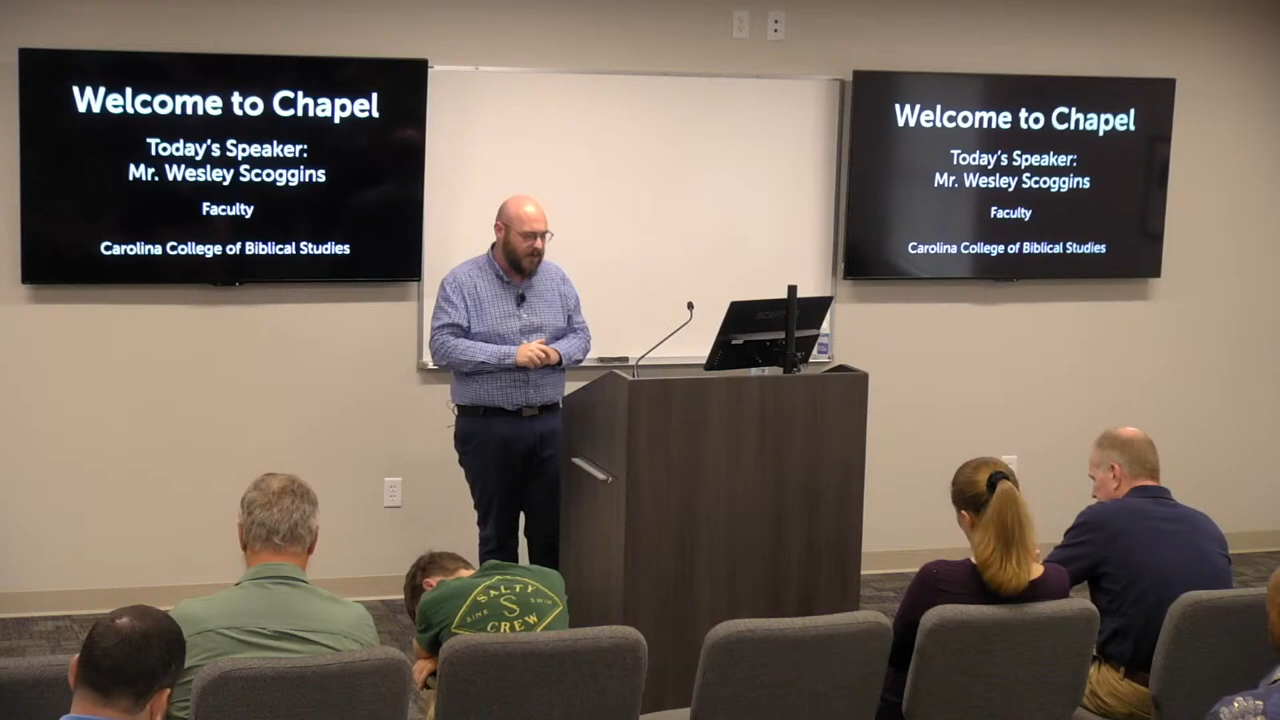 Welcome to Chapel
Today's Speaker:
Mr. Wesley Scoggins
Faculty
Carolina College of Biblical Studies
Welcome to Chapel
Today's Speaker:
Mr. Wesley Scoggins
Faculty
Carolina College of Biblical Studies
SALTY
S
SWIM
CREW